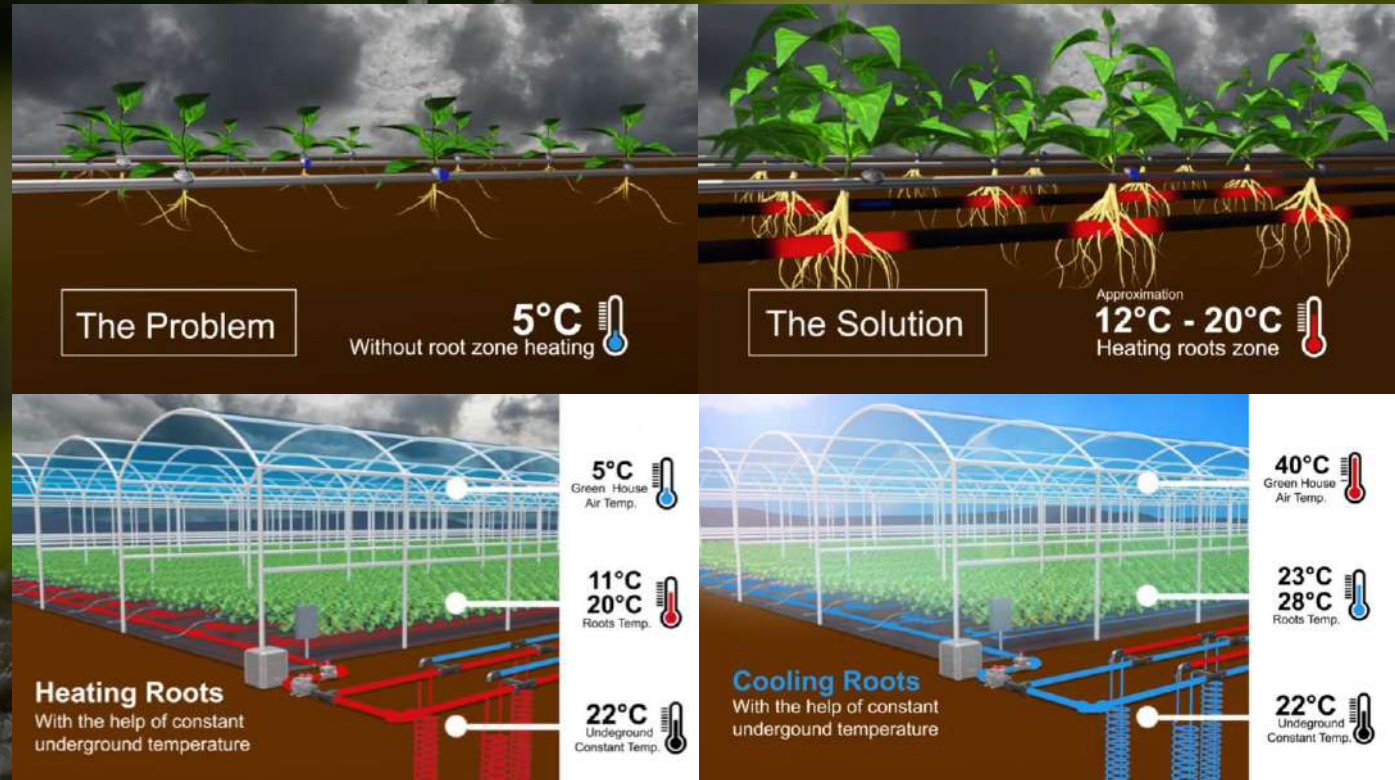 The Problem
5°C
Without root zone heating
The Solution
Approximation
12°C - 20°C
Heating roots zone
Heating Roots
With the help of constant
undergound temperature
5°C
Green House
Air Temp.
11°C
20°C
Roots Temp.
22°C
Undeground
Constant Temp.
Cooling Roots
With the help of constant
undergound temperature
40°C
Green House
Air Temp.
23°C
28°C
Roots Temp.
22°C
Undeground
Constant Temp.